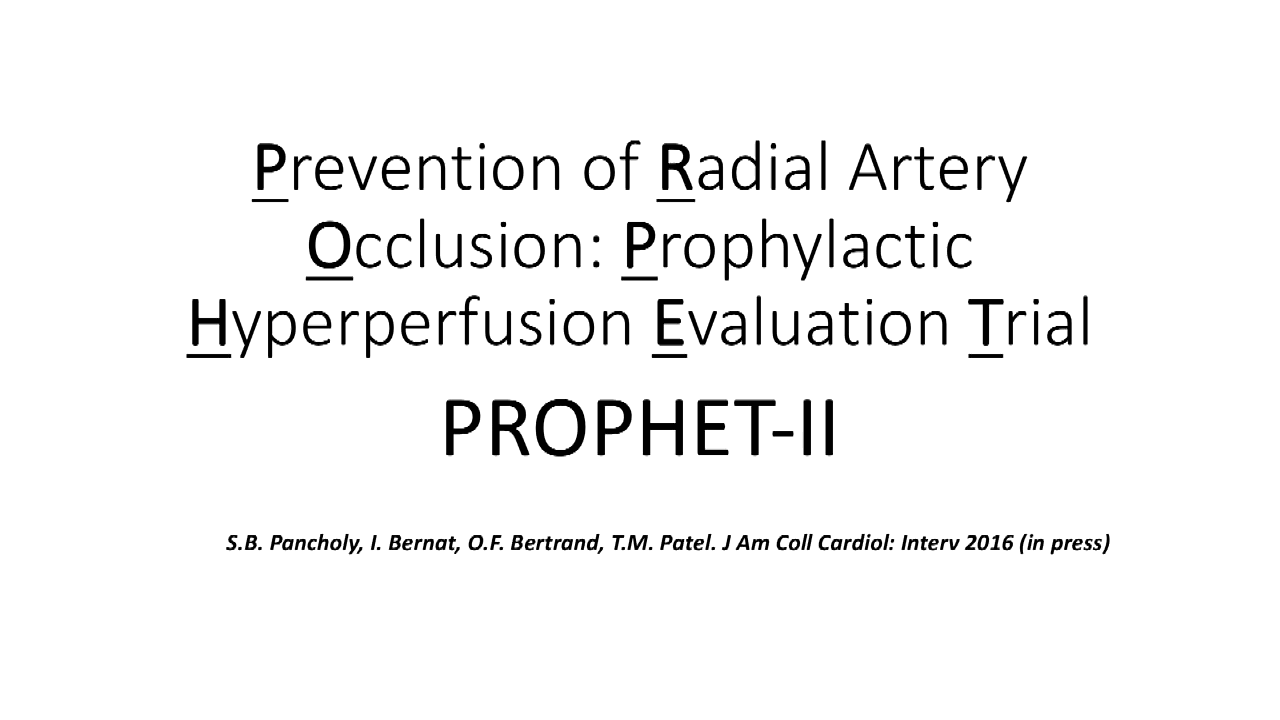 Prevention of Radial Artery
Occlusion: Prophylactic
Hyperperfusion Evaluation Trial
PROPHET-II
S.B. Pancholy, I. Bernat, O.F. Bertrand, T.M. Patel. J Am Coll Cardiol: Interv 2016 (in press)